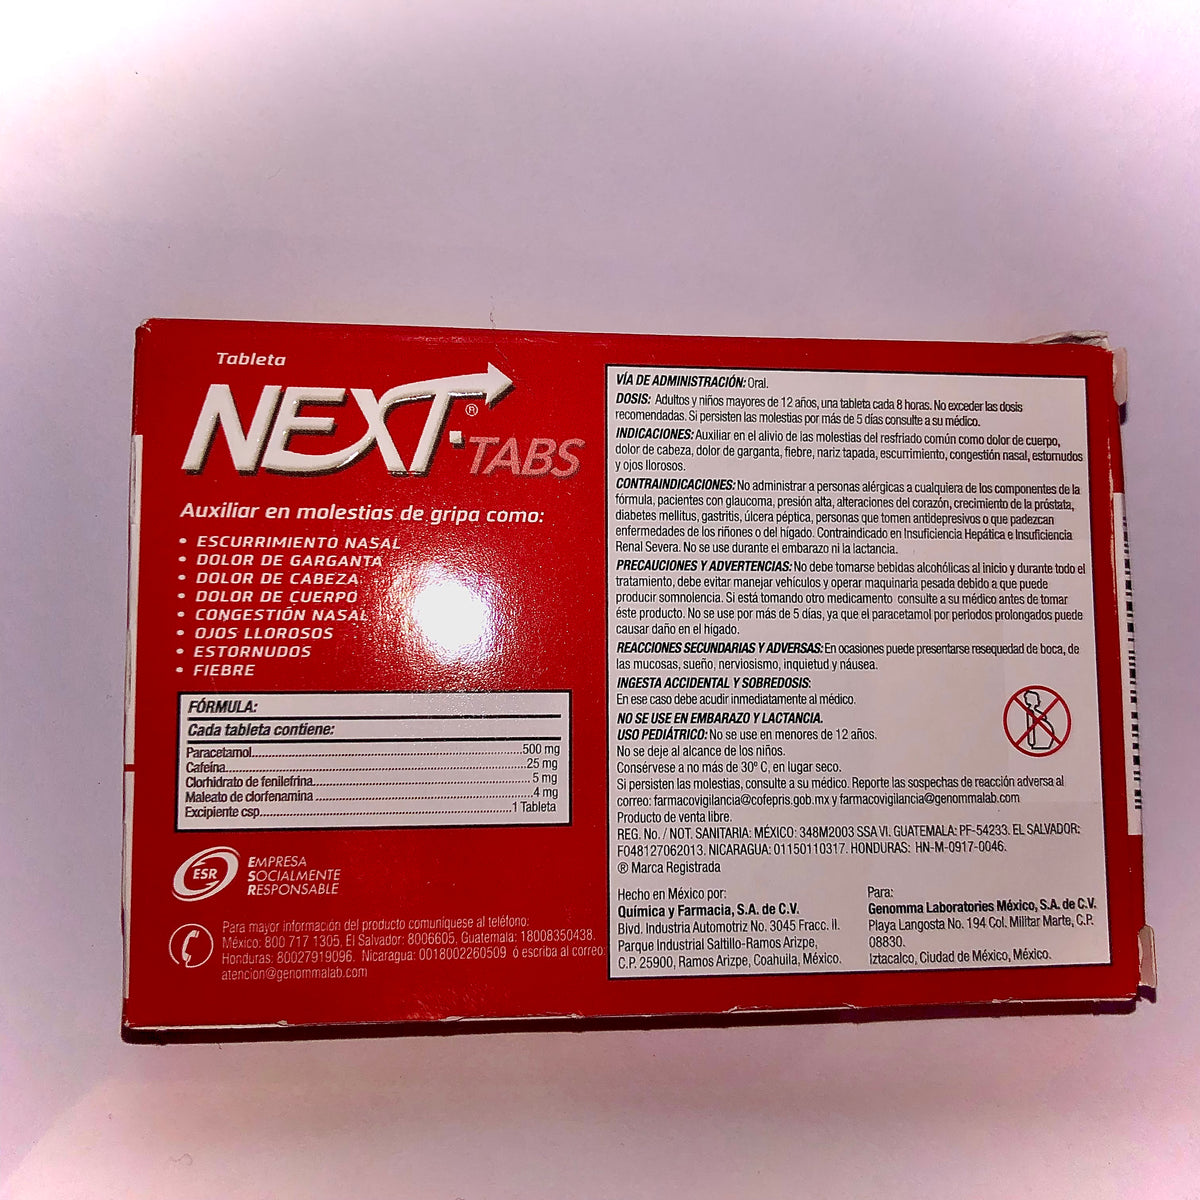 Tableta
NEXT.®
TABS
Auxiliar en molestias de gripa como:
• ESCURRIMIENTO NASAL
• DOLOR DE GARGANTA
• DOLOR DE CABEZA
• DOLOR DE CUERPO
• CONGESTIÓN NASAL
• OJOS LLOROSOS
• ESTORNUDOS
• FIEBRE
FÓRMULA:
Cada tableta contiene:
Paracetamol...500 mg
Cafeína...25 mg
Clorhidrato de fenilefrina...5 mg
Maleato de clorfenamina...4 mg
Excipiente csp...1 Tableta
ESR
EMPRESA
SOCIALMENTE
RESPONSABLE
Para mayor información del producto comuníquese al teléfono:
México: 800 717 1305. El Salvador: 8006605. Guatemala: 18008350438.
Honduras: 80027919096. Nicaragua: 0018002260509 ó escriba al correo:
atencion@genommalab.com
VÍA DE ADMINISTRACIÓN: Oral.
DOSIS: Adultos y niños mayores de 12 años, una tableta cada 8 horas. No exceder las dosis
recomendadas. Si persisten las molestias por más de 5 días consulte a su médico.
INDICACIONES: Auxiliar en el alivio de las molestias del resfriado común como dolor de cuerpo,
dolor de cabeza, dolor de garganta, fiebre, nariz tapada, escurrimiento, congestión nasal, estornudos
y ojos llorosos.
CONTRAINDICACIONES: No administrar a personas alérgicas a cualquiera de los componentes de la
fórmula, pacientes con glaucoma, presión alta, alteraciones del corazón, crecimiento de la próstata,
diabetes mellitus, gastritis, úlcera péptica, personas que tomen antidepresivos o que padezcan
enfermedades de los riñones o del hígado. Contraindicado en Insuficiencia Hepática e Insuficiencia
Renal Severa. No se use durante el embarazo ni la lactancia.
PRECAUCIONES Y ADVERTENCIAS: No debe tomarse bebidas alcohólicas al inicio y durante todo el
tratamiento, debe evitar manejar vehículos y operar maquinaria pesada debido a que puede
producir somnolencia. Si está tomando otro medicamento consulte a su médico antes de tomar
éste producto. No se use por más de 5 días, ya que el paracetamol por periodos prolongados puede
causar daño en el hígado.
REACCIONES SECUNDARIAS Y ADVERSAS: En ocasiones puede presentarse resequedad de boca, de
las mucosas, sueño, nerviosismo, inquietud y náusea.
INGESTA ACCIDENTAL Y SOBREDOSIS:
En ese caso debe acudir inmediatamente al médico.
NO SE USE EN EMBARAZO Y LACTANCIA.
USO PEDIÁTRICO: No se use en menores de 12 años.
No se deje al alcance de los niños.
Consérvese a no más de 30° C, en lugar seco.
Si persisten las molestias, consulte a su médico. Reporte las sospechas de reacción adversa al
correo: farmacovigilancia@cofepris.gob.mx y farmacovigilancia@genommalab.com
Producto de venta libre.
REG. No. / NOT. SANITARIA: MÉXICO: 348M2003 SSA VI. GUATEMALA: PF-54233. EL SALVADOR:
F048127062013. NICARAGUA: 01150110317. HONDURAS: HN-M-0917-0046.
® Marca Registrada
Hecho en México por:
Química y Farmacia, S.A. de C.V.
Blvd. Industria Automotriz No. 3045 Fracc. II.
Parque Industrial Saltillo-Ramos Arizpe,
C.P. 25900, Ramos Arizpe, Coahuila, México.
Para:
Genomma Laboratories México, S.A. de C.V.
Playa Langosta No. 194 Col. Militar Marte, C.P.
08830.
Iztacalco, Ciudad de México, México.